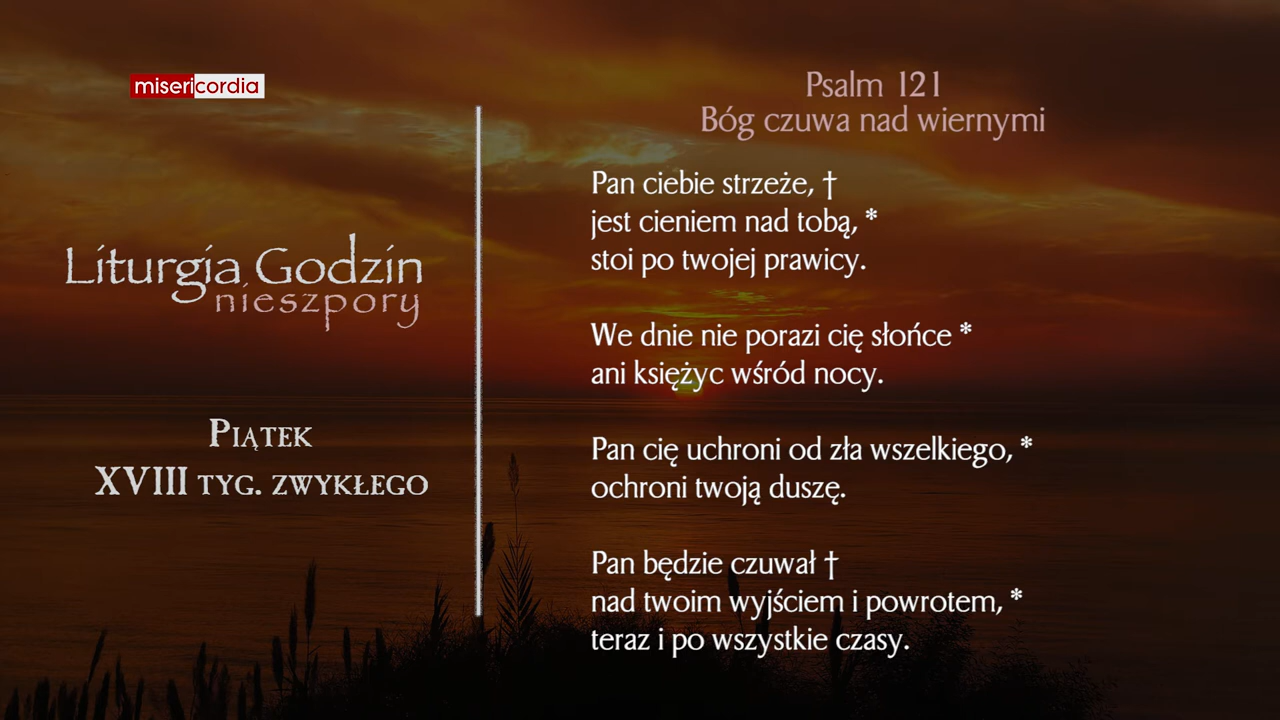 misericordia
Liturgia Godzin
nieszpory
Piątek
XVIII tyg. zwykłego
Psalm 121
Bóg czuwa nad wiernymi
Pan ciebie strzeże, †
jest cieniem nad tobą, *
stoi po twojej prawicy.
We dnie nie porazi cię słońce *
ani księżyc wśród nocy.
Pan cię uchroni od zła wszelkiego, *
ochroni twoją duszę.
Pan będzie czuwał †
nad twoim wyjściem i powrotem, *
teraz i po wszystkie czasy.